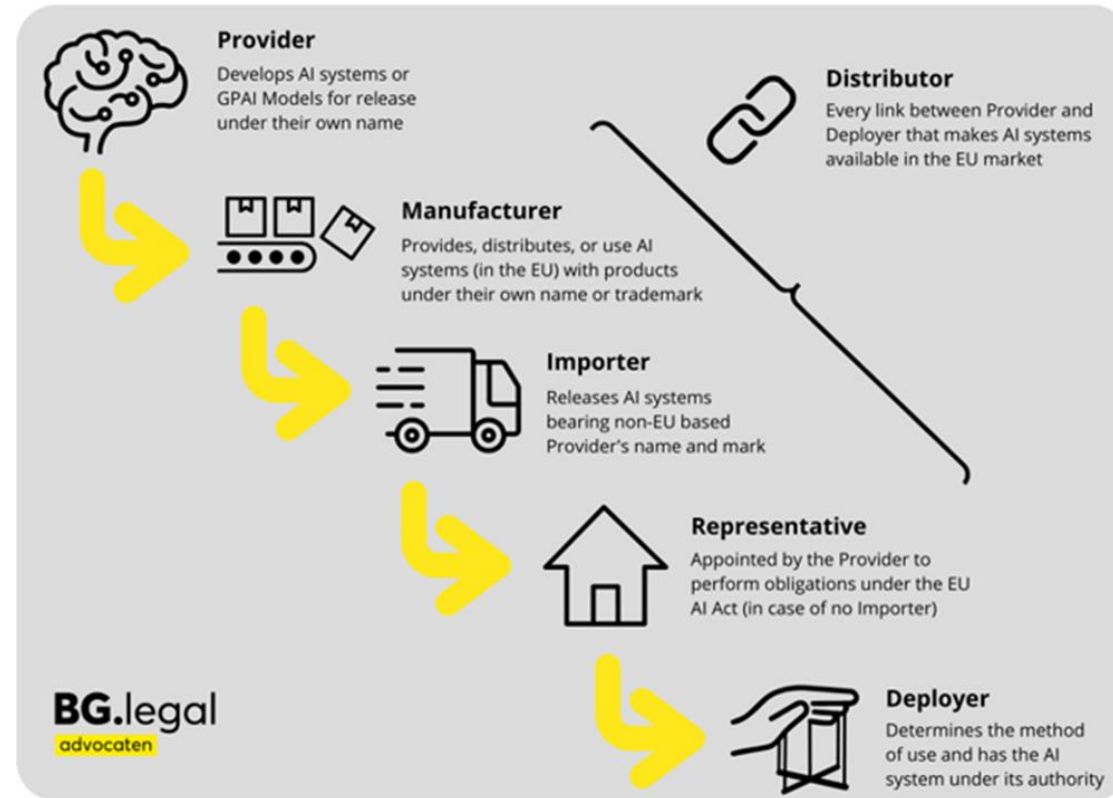 Provider
Develops AI systems or
GPAI Models for release
under their own name
Distributor
Every link between Provider and
Deployer that makes AI systems
available in the EU market
Manufacturer
Provides, distributes, or use AI
systems (in the EU) with products
under their own name or trademark
Importer
Releases AI systems
bearing non-EU based
Provider's name and mark
Representative
Appointed by the Provider to
perform obligations under the EU
AI Act (in case of no Importer)
Deployer
Determines the method
of use and has the AI
system under its authority
BG.legal
advocaten